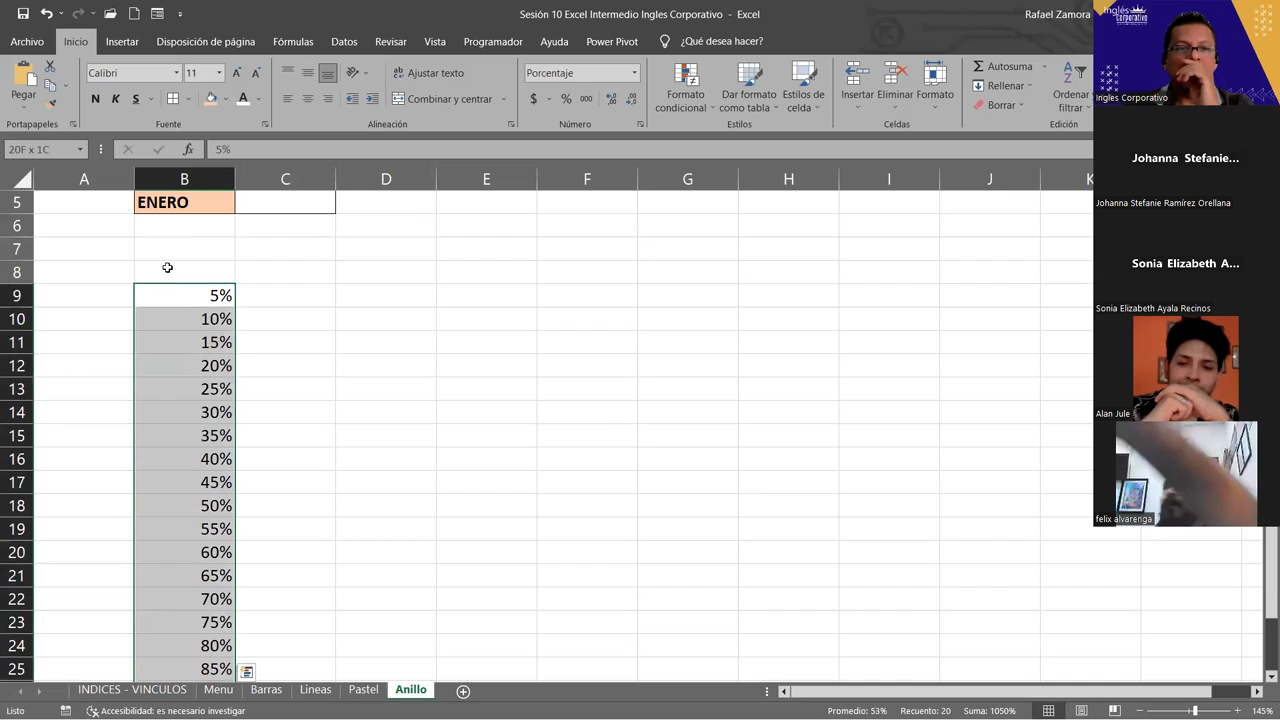 Sesión 10 Excel Intermedio Ingles Corporativo - Excel
Rafael Zamora
Archivo Inicio Insertar Disposición de página Fórmulas Datos Revisar Vista Programador Ayuda Power Pivot ¿Qué desea hacer?
Pegar
Calibri 11
N K S
Ajustar texto
Combinar y centrar
Porcentaje
$ % 000
Formato condicional
Dar formato como tabla
Estilos de celda
Insertar Eliminar Formato
Autosuma
Rellenar
Borrar
Ordenar
filtrar
Portapapeles Fuente Alineación Número Estilos Celdas Edición
20F x 1C
fx 5%
A B C D E F G H I J K
5 ENERO
6
7
8
9 5%
10 10%
11 15%
12 20%
13 25%
14 30%
15 35%
16 40%
17 45%
18 50%
19 55%
20 60%
21 65%
22 70%
23 75%
24 80%
25 85%
INDICES - VINCULOS Menu Barras Lineas Pastel Anillo
Listo Accesibilidad: es necesario investigar Promedio: 53% Recuento: 20 Suma: 1050% 145%
Inglés
Corporativo
Ingles Corporativo
Johanna Stefanie...
Johanna Stefanie Ramírez Orellana
Sonia Elizabeth A...
Sonia Elizabeth Ayala Recinos
Alan Jule
felix alvarenga